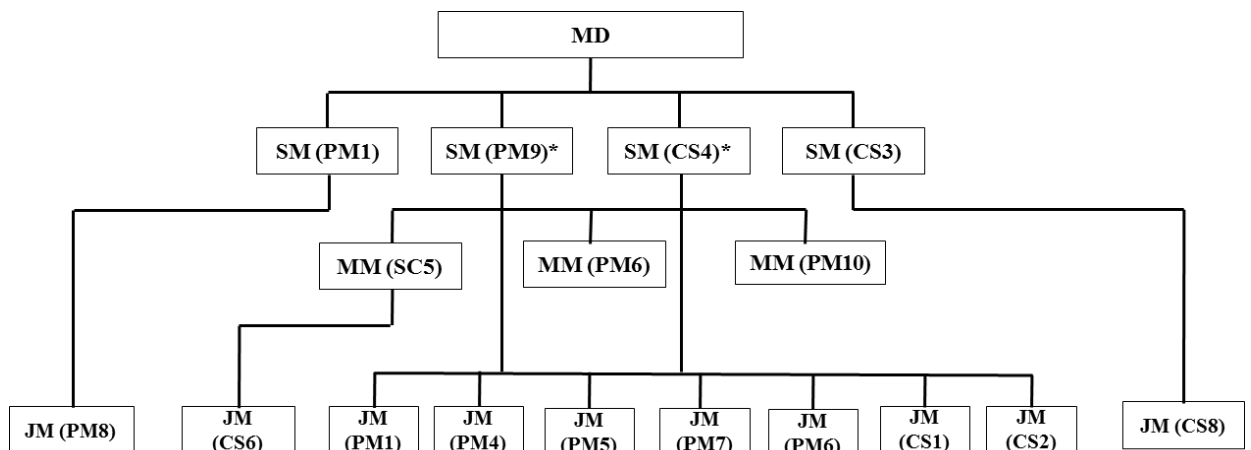 MD
SM (PM1)
SM (PM9)*
SM (CS4)*
SM (CS3)
MM (SC5)
MM (PM6)
MM (PM10)
JM (PM8)
JM
(CS6)
JM
(PM1)
JM
(PM4)
JM
(PM5)
JM
(PM7)
JM
(PM6)
JM
(CS1)
JM
(CS2)
JM (CS8)